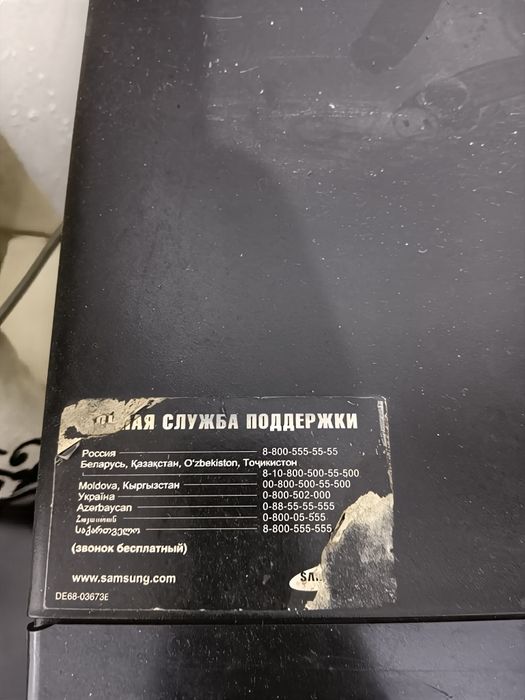 СЛУЖБА ПОДДЕРЖКИ
Россия 8-800-555-55-55
Беларусь, Қазақстан, O'zbekiston, Тоҷикистон
8-10-800-500-55-500
Moldova, Кыргызстан 00-800-500-55-500
Україна 0-800-502-000
Azərbaycan 0-88-55-55-555
Հայաստան 0-800-05-555
საქართველო 8-800-555-555
(звонок бесплатный)
www.samsung.com
DE68-03673E